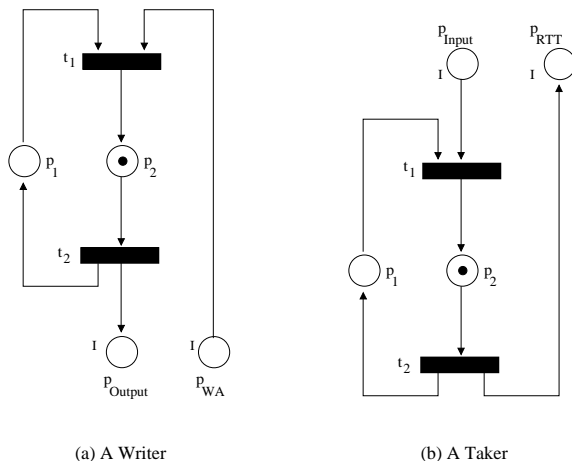 t1
p1
p2
t2
I
I
pOutput
pWA
(a) A Writer
pInput
pRTT
I
I
t1
p1
p2
t2
(b) A Taker